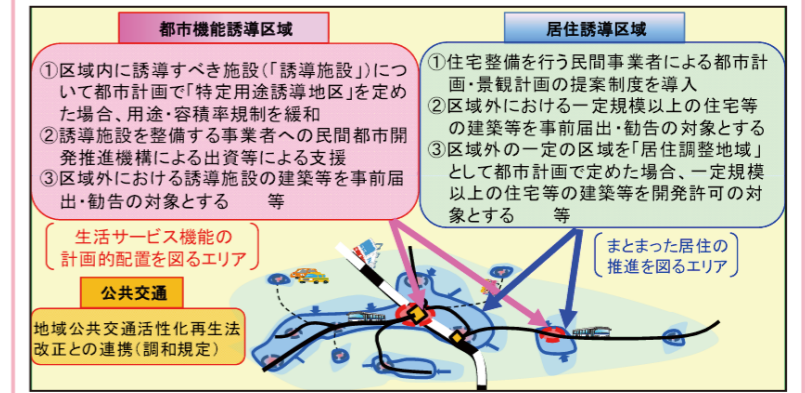 都市機能誘導区域
①区域内に誘導すべき施設(「誘導施設」)につ
いて都市計画で「特定用途誘導地区」を定め
た場合、用途・容積率規制を緩和
②誘導施設を整備する事業者への民間都市開
発推進機構による出資等による支援
③区域外における誘導施設の建築等を事前届
出・勧告の対象とする　等
居住誘導区域
①住宅整備を行う民間事業者による都市計
画・景観計画の提案制度を導入
②区域外における一定規模以上の住宅等
の建築等を事前届出・勧告の対象とする
③区域外の一定の区域を「居住調整地域」
として都市計画で定めた場合、一定規模
以上の住宅等の建築等を開発許可の対
象とする　等
生活サービス機能の
計画的配置を図るエリア
まとまった居住の
推進を図るエリア
公共交通
地域公共交通活性化再生法
改正との連携(調和規定)